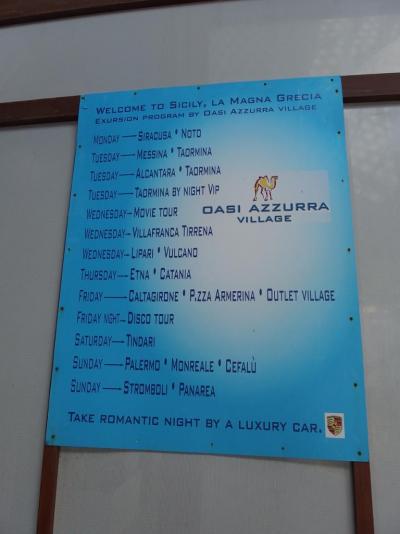 Welcome to Sicily, la Magna Grecia
Exursion program by Oasi Azzurra village
Monday — Siracusa * Noto
Tuesday — Messina * Taormina
Tuesday — Alcantara * Taormina
Tuesday — Taormina by night Vip
Wednesday – Movie tour
Wednesday – Villafranca Tirrena
Wednesday – Lipari * Vulcano
Thursday — Etna * Catania
Friday — Caltagirone * P.zza Armerina * Outlet village
Friday night – Disco tour
Saturday — Tindari
Sunday — Palermo * Monreale * Cefalù
Sunday — Stromboli * Panarea
OASI AZZURRA
VILLAGE
Take romantic night by a luxury car.